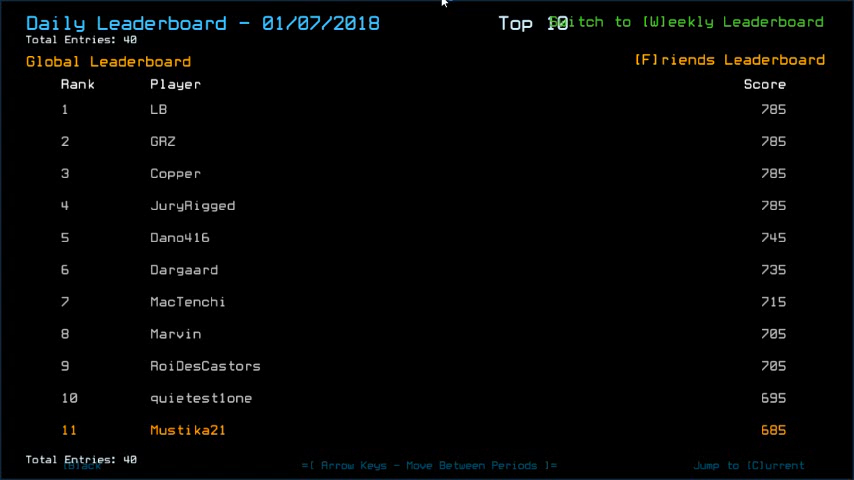 Daily Leaderboard - 01/07/2018 Top 10 Switch to [W]eekly Leaderboard
Total Entries: 40
Global Leaderboard [F]riends Leaderboard
Rank Player Score
1 LB 785
2 GRZ 785
3 Copper 785
4 JuryRigged 785
5 Dano416 745
6 Dargaard 735
7 MacTenchi 715
8 Marvin 705
9 RoiDesCastors 705
10 quietest1one 695
11 Mustika21 685
Total Entries: 40
[B]ack =[ Arrow Keys - Move Between Periods ]= Jump to [C]urrent